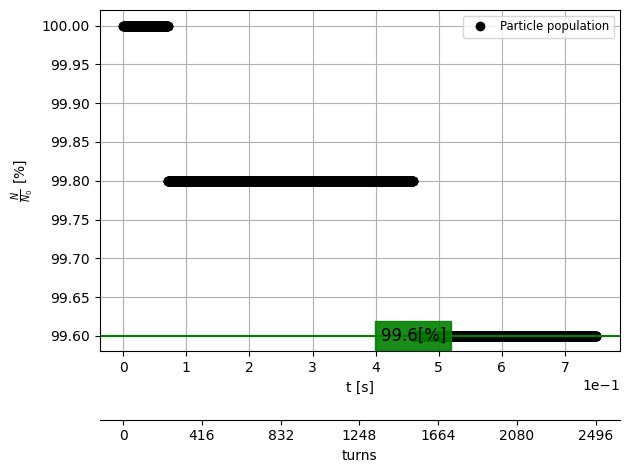 Particle population
100.00
99.95
99.90
99.85
99.80
99.75
99.70
99.65
99.60
N/N₀ [%]
99.6[%]
0 1 2 3 4 5 6 7
1e−1
t [s]
0 416 832 1248 1664 2080 2496
turns